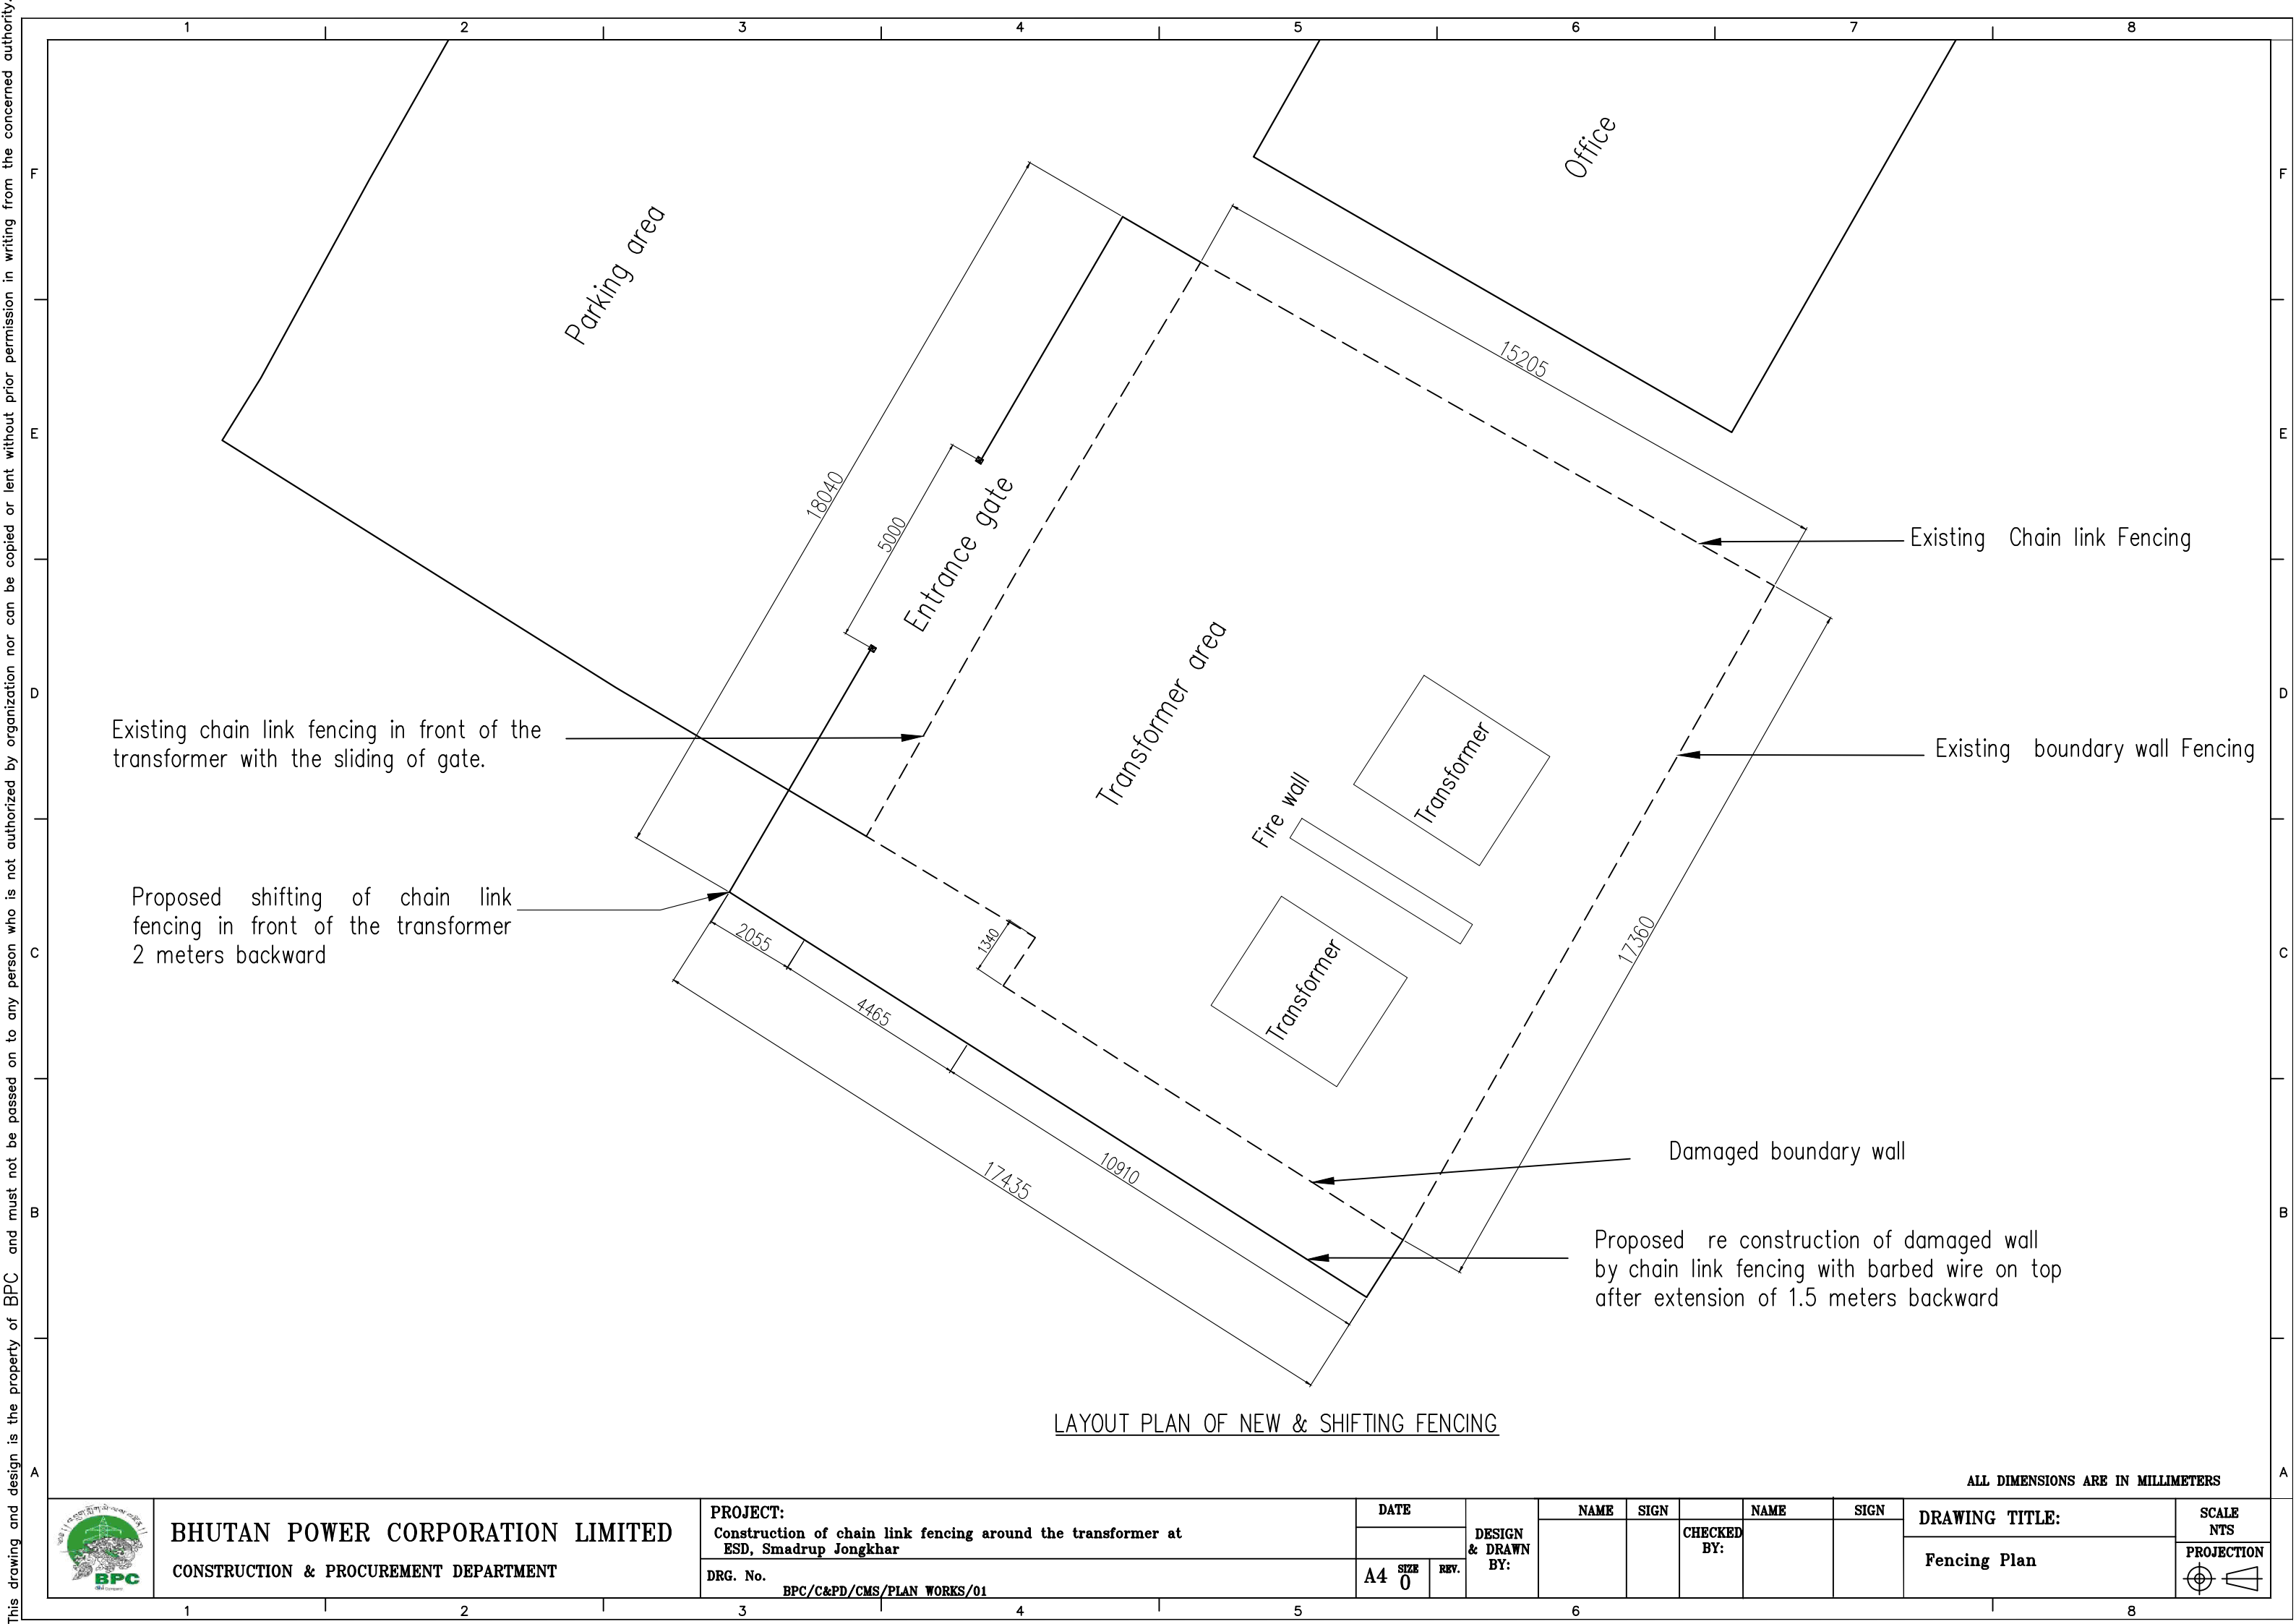 This drawing and design is the property of BPC and must not be passed on to any person who is not authorized by organization nor can be copied or lent without prior permission in writing from the concerned authority.
1 2 3 4 5 6 7 8
F F
E E
D D
C C
B B
A A
Parking area
Office
15205
18040
5000
Entrance gate
Existing Chain link Fencing
Transformer area
Existing chain link fencing in front of the
transformer with the sliding of gate.
Transformer
Existing boundary wall Fencing
Fire wall
Proposed shifting of chain link
fencing in front of the transformer
2 meters backward
2055
1340
17360
Transformer
4465
10910
17435
Damaged boundary wall
Proposed re construction of damaged wall
by chain link fencing with barbed wire on top
after extension of 1.5 meters backward
LAYOUT PLAN OF NEW & SHIFTING FENCING
ALL DIMENSIONS ARE IN MILLIMETERS
BPC
BHUTAN POWER CORPORATION LIMITED
CONSTRUCTION & PROCUREMENT DEPARTMENT
PROJECT:
Construction of chain link fencing around the transformer at
ESD, Smadrup Jongkhar
DRG. No.
BPC/C&PD/CMS/PLAN WORKS/01
DATE
A4 SIZE 0 REV.
DESIGN
& DRAWN
BY:
NAME SIGN
CHECKED
BY:
NAME SIGN
DRAWING TITLE:
Fencing Plan
SCALE
NTS
PROJECTION
1 2 3 4 5 6 7 8